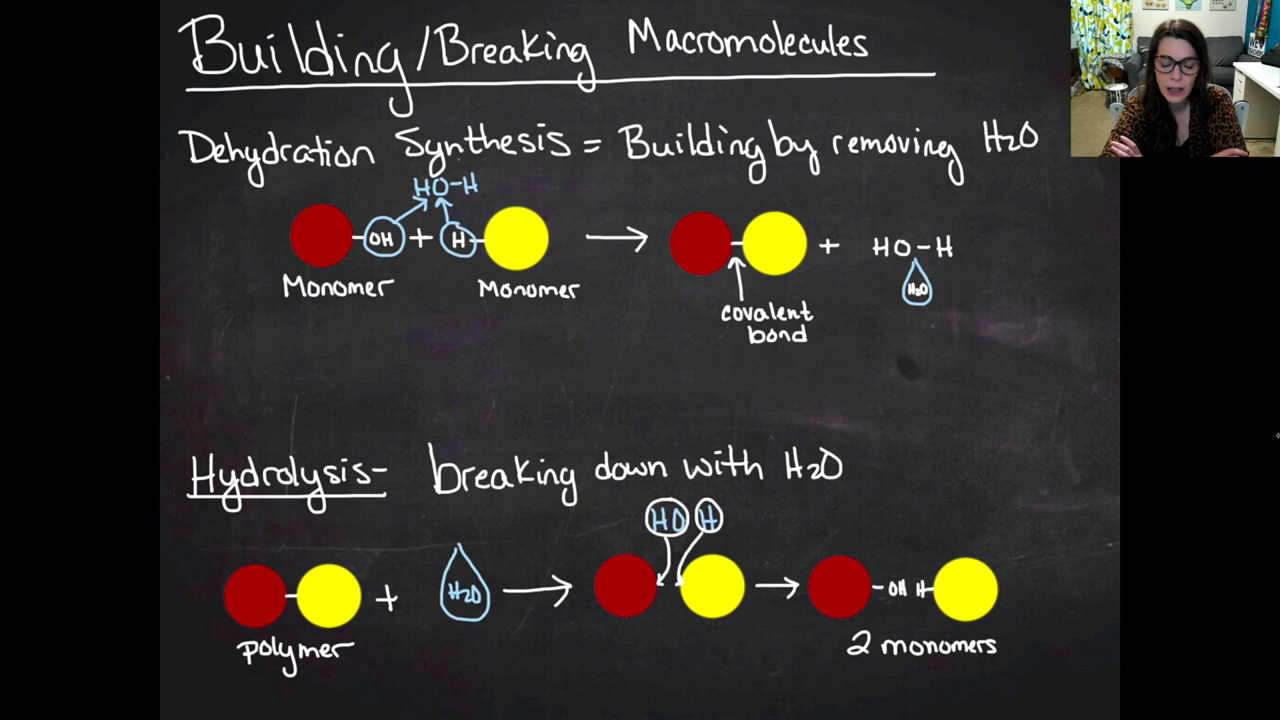 Building/Breaking Macromolecules
Dehydration Synthesis = Building by removing H2O
HO-H
OH + H → + HO-H
H2O
Monomer Monomer
covalent
bond
Hydrolysis- breaking down with H2O
HO H
+ H2O → → -OH H-
polymer 2 monomers